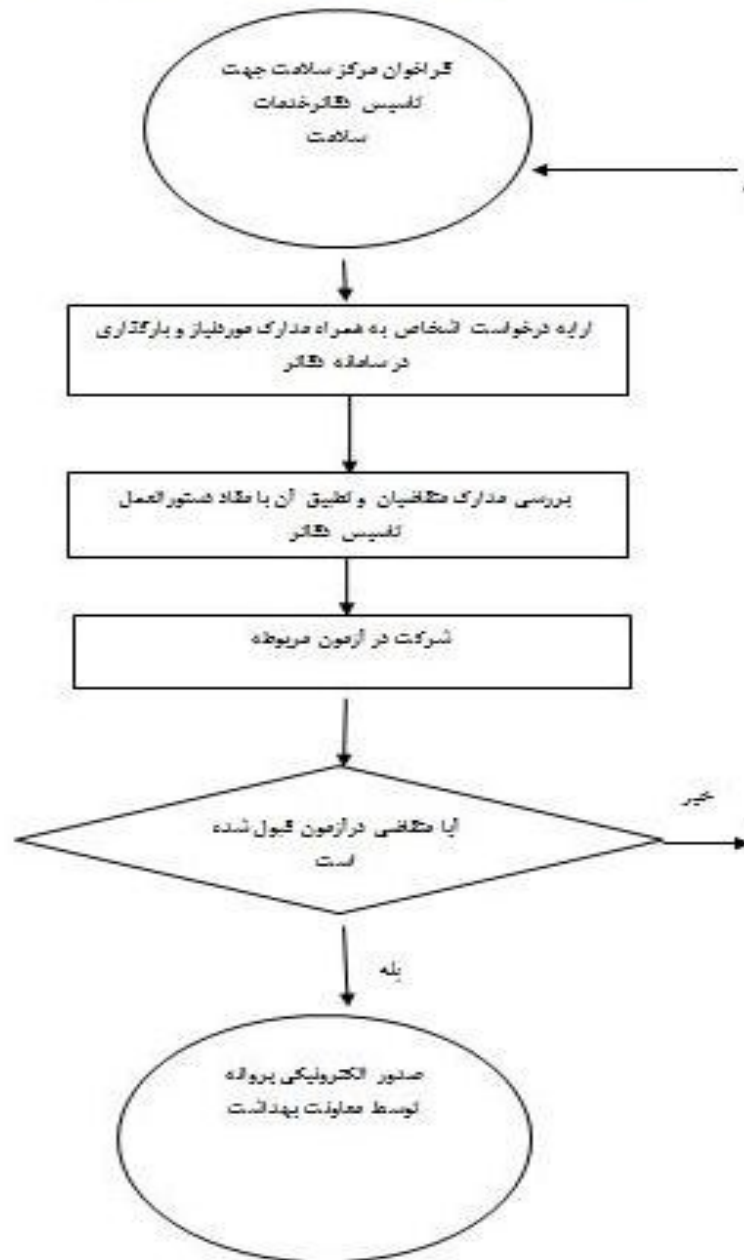 فراخوان مرکز سلامت جهت
تاسیس دفاتر خدمات
سلامت
ارایه درخواست اشخاص به همراه مدارک موردنیاز و بارگذاری
در سامانه دفاتر
بررسی مدارک متقاضیان و تطبیق آن با مفاد دستورالعمل
تاسیس دفاتر
شرکت در آزمون مربوطه
آیا متقاضی در آزمون قبول شده
است
خیر
بله
صدور الکترونیکی پروانه
توسط معاونت بهداشت